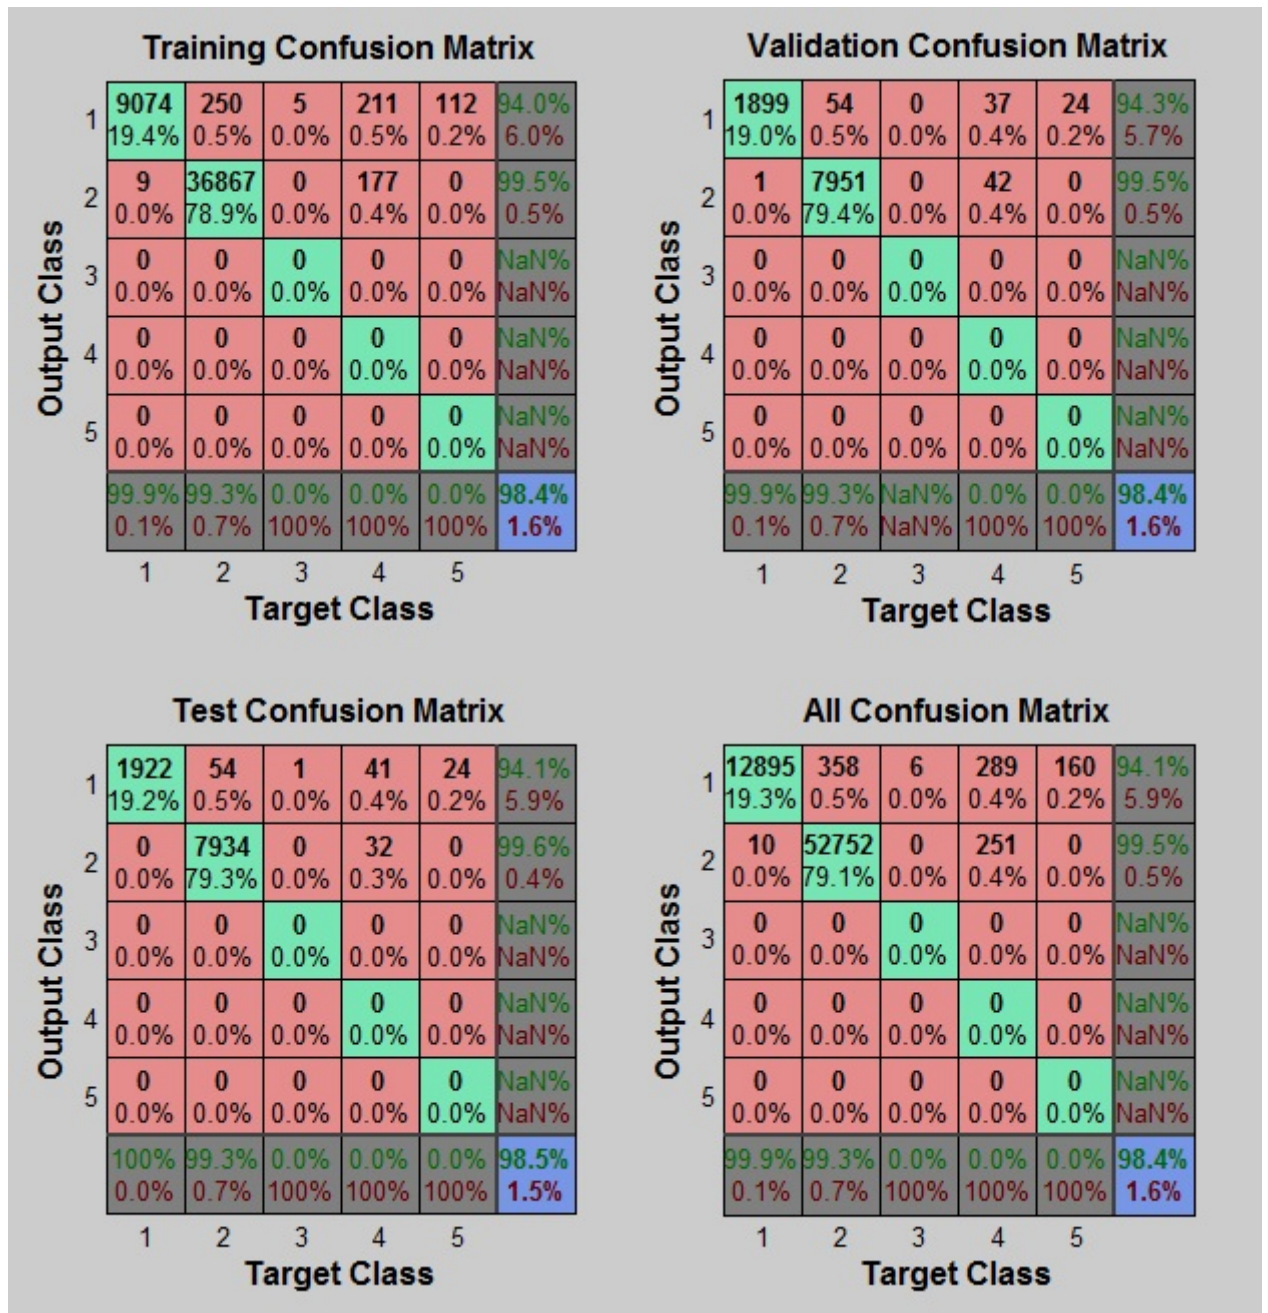 Training Confusion Matrix
Output Class
1 9074 250 5 211 112 94.0%
19.4% 0.5% 0.0% 0.5% 0.2% 6.0%
2 9 36867 0 177 0 99.5%
0.0% 78.9% 0.0% 0.4% 0.0% 0.5%
3 0 0 0 0 0 NaN%
0.0% 0.0% 0.0% 0.0% 0.0% NaN%
4 0 0 0 0 0 NaN%
0.0% 0.0% 0.0% 0.0% 0.0% NaN%
5 0 0 0 0 0 NaN%
0.0% 0.0% 0.0% 0.0% 0.0% NaN%
99.9% 99.3% 0.0% 0.0% 0.0% 98.4%
0.1% 0.7% 100% 100% 100% 1.6%
1 2 3 4 5
Target Class
Validation Confusion Matrix
Output Class
1 1899 54 0 37 24 94.3%
19.0% 0.5% 0.0% 0.4% 0.2% 5.7%
2 1 7951 0 42 0 99.5%
0.0% 79.4% 0.0% 0.4% 0.0% 0.5%
3 0 0 0 0 0 NaN%
0.0% 0.0% 0.0% 0.0% 0.0% NaN%
4 0 0 0 0 0 NaN%
0.0% 0.0% 0.0% 0.0% 0.0% NaN%
5 0 0 0 0 0 NaN%
0.0% 0.0% 0.0% 0.0% 0.0% NaN%
99.9% 99.3% NaN% 0.0% 0.0% 98.4%
0.1% 0.7% NaN% 100% 100% 1.6%
1 2 3 4 5
Target Class
Test Confusion Matrix
Output Class
1 1922 54 1 41 24 94.1%
19.2% 0.5% 0.0% 0.4% 0.2% 5.9%
2 0 7934 0 32 0 99.6%
0.0% 79.3% 0.0% 0.3% 0.0% 0.4%
3 0 0 0 0 0 NaN%
0.0% 0.0% 0.0% 0.0% 0.0% NaN%
4 0 0 0 0 0 NaN%
0.0% 0.0% 0.0% 0.0% 0.0% NaN%
5 0 0 0 0 0 NaN%
0.0% 0.0% 0.0% 0.0% 0.0% NaN%
100% 99.3% 0.0% 0.0% 0.0% 98.5%
0.0% 0.7% 100% 100% 100% 1.5%
1 2 3 4 5
Target Class
All Confusion Matrix
Output Class
1 12895 358 6 289 160 94.1%
19.3% 0.5% 0.0% 0.4% 0.2% 5.9%
2 10 52752 0 251 0 99.5%
0.0% 79.1% 0.0% 0.4% 0.0% 0.5%
3 0 0 0 0 0 NaN%
0.0% 0.0% 0.0% 0.0% 0.0% NaN%
4 0 0 0 0 0 NaN%
0.0% 0.0% 0.0% 0.0% 0.0% NaN%
5 0 0 0 0 0 NaN%
0.0% 0.0% 0.0% 0.0% 0.0% NaN%
99.9% 99.3% 0.0% 0.0% 0.0% 98.4%
0.1% 0.7% 100% 100% 100% 1.6%
1 2 3 4 5
Target Class